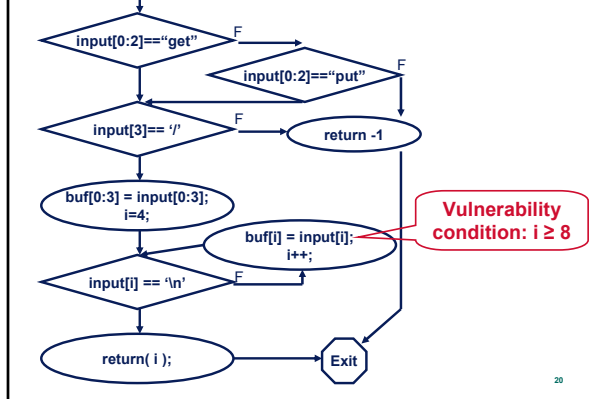 input[0:2]==“get”
F
input[0:2]==“put”
F
input[3]== ‘/’
F
return -1
buf[0:3] = input[0:3];
i=4;
Vulnerability
condition: i ≥ 8
buf[i] = input[i];
i++;
input[i] == ‘\n’
F
return( i );
Exit
20